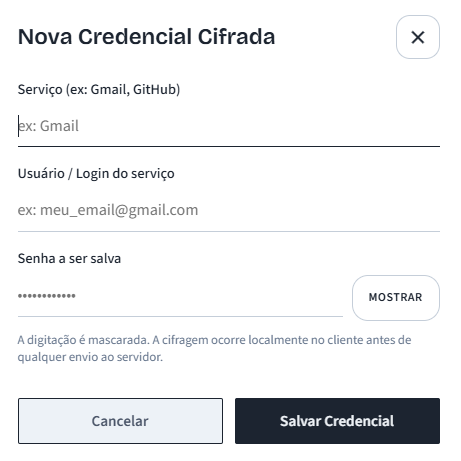 Nova Credencial Cifrada
Serviço (ex: Gmail, GitHub)
ex: Gmail
Usuário / Login do serviço
ex: meu_email@gmail.com
Senha a ser salva
••••••••••••
MOSTRAR
A digitação é mascarada. A cifragem ocorre localmente no cliente antes de
qualquer envio ao servidor.
Cancelar
Salvar Credencial